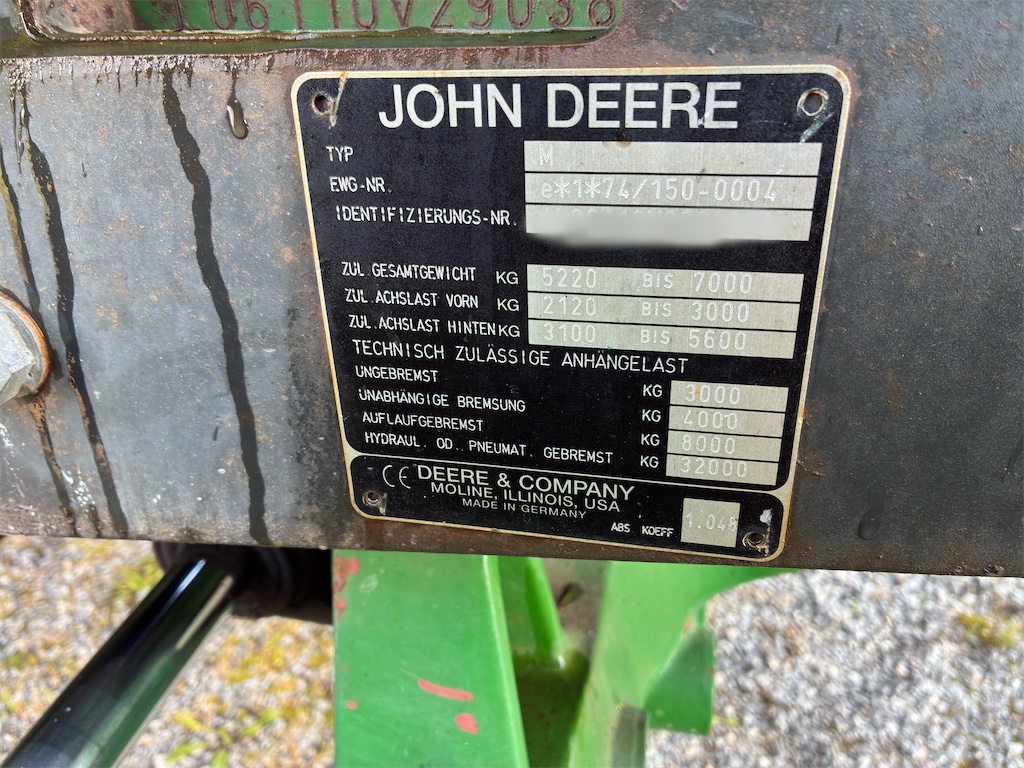 JOHN DEERE
TYP M
EWG-NR. e*1*74/150-0004
IDENTIFIZIERUNGS-NR.
ZUL.GESAMTGEWICHT KG 5220 BIS 7000
ZUL.ACHSLAST VORN KG 2120 BIS 3000
ZUL.ACHSLAST HINTEN KG 3100 BIS 5600
TECHNISCH ZULÄSSIGE ANHÄNGELAST
UNGEBREMST KG 3000
UNABHÄNGIGE BREMSUNG KG 4000
AUFLAUFGEBREMST KG 8000
HYDRAUL. OD. PNEUMAT. GEBREMST KG 32000
CE DEERE & COMPANY
MOLINE, ILLINOIS, USA
MADE IN GERMANY
ABS. KOEFF 1.048